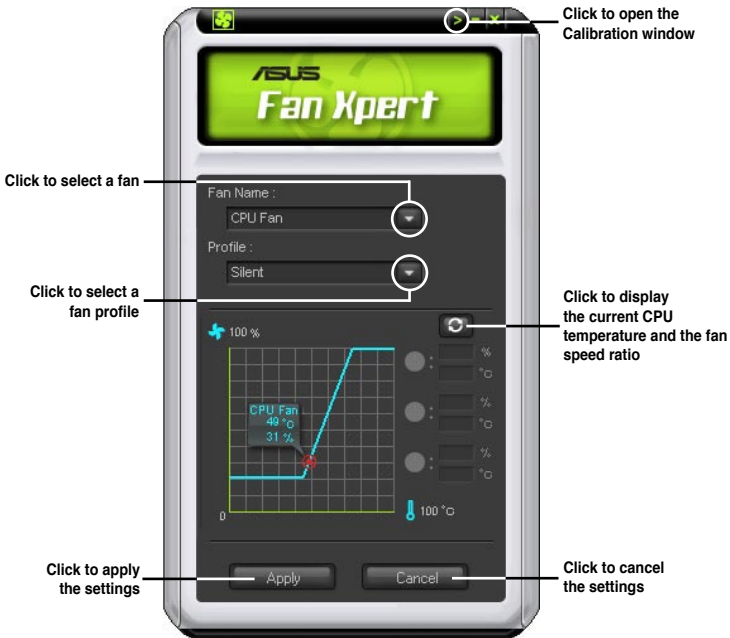 Click to open the
Calibration window
> - x
ASUS
Fan Xpert
Click to select a fan
Fan Name :
CPU Fan
Profile :
Silent
Click to select a
fan profile
Click to display
the current CPU
temperature and the fan
speed ratio
100 %
CPU Fan
49 °C
31 %
0
100 °C
: %
°C
: %
°C
: %
°C
Click to apply
the settings
Apply
Cancel
Click to cancel
the settings